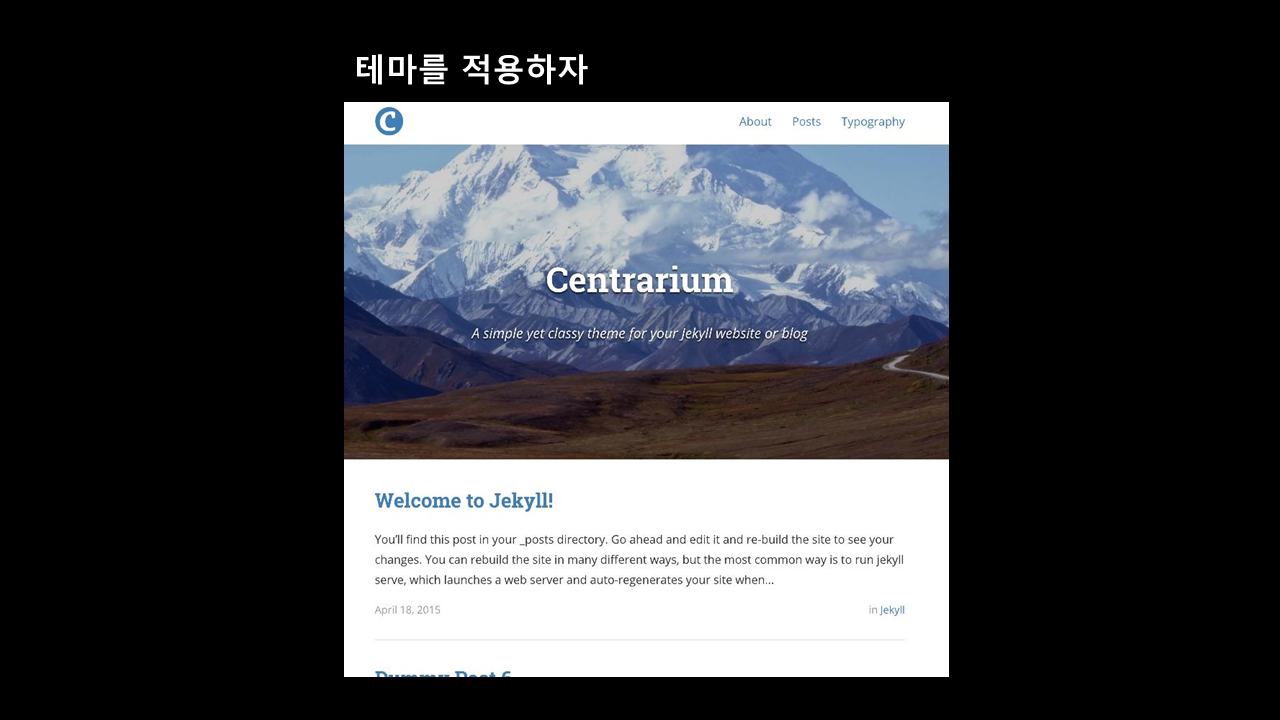 테마를 적용하자
C
About Posts Typography
Centrarium
A simple yet classy theme for your Jekyll website or blog
Welcome to Jekyll!
You'll find this post in your _posts directory. Go ahead and edit it and re-build the site to see your
changes. You can rebuild the site in many different ways, but the most common way is to run jekyll
serve, which launches a web server and auto-regenerates your site when...
April 18, 2015 in Jekyll
Dummy Post 6